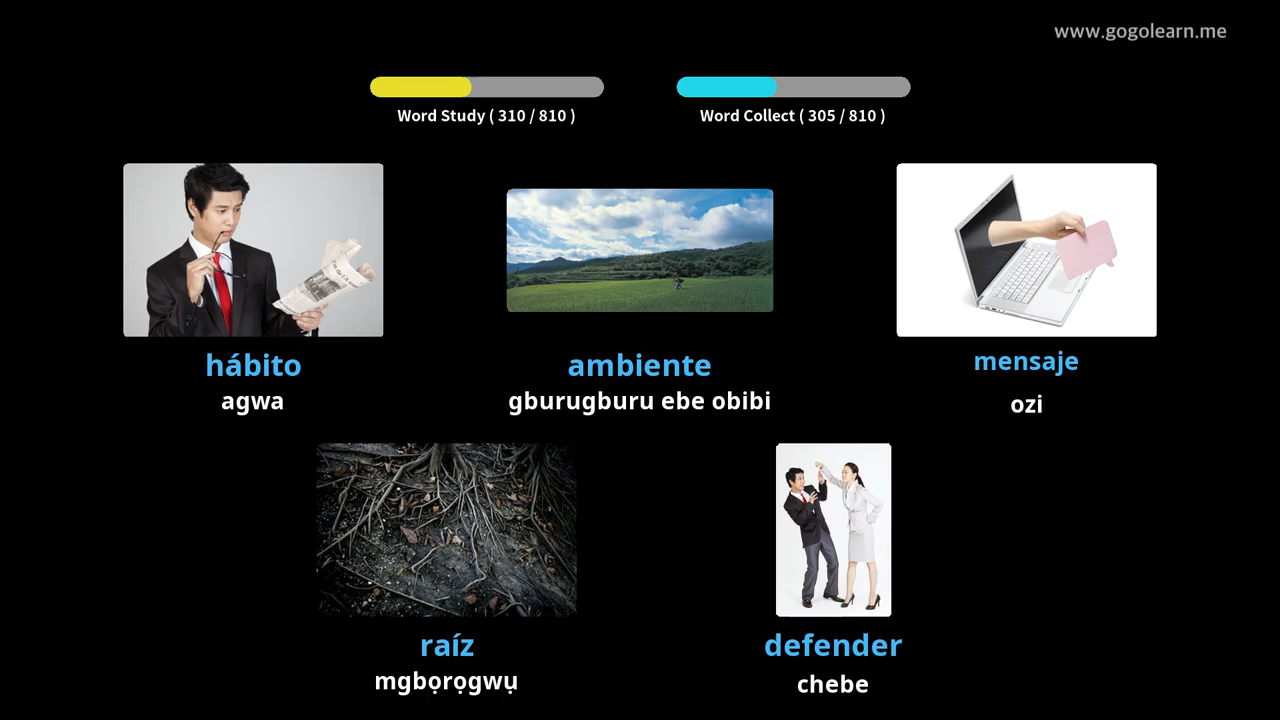 www.gogolearn.me
Word Study ( 310 / 810 )
Word Collect ( 305 / 810 )
hábito
agwa
ambiente
gburugburu ebe obibi
mensaje
ozi
raíz
mgbọrọgwụ
defender
chebe